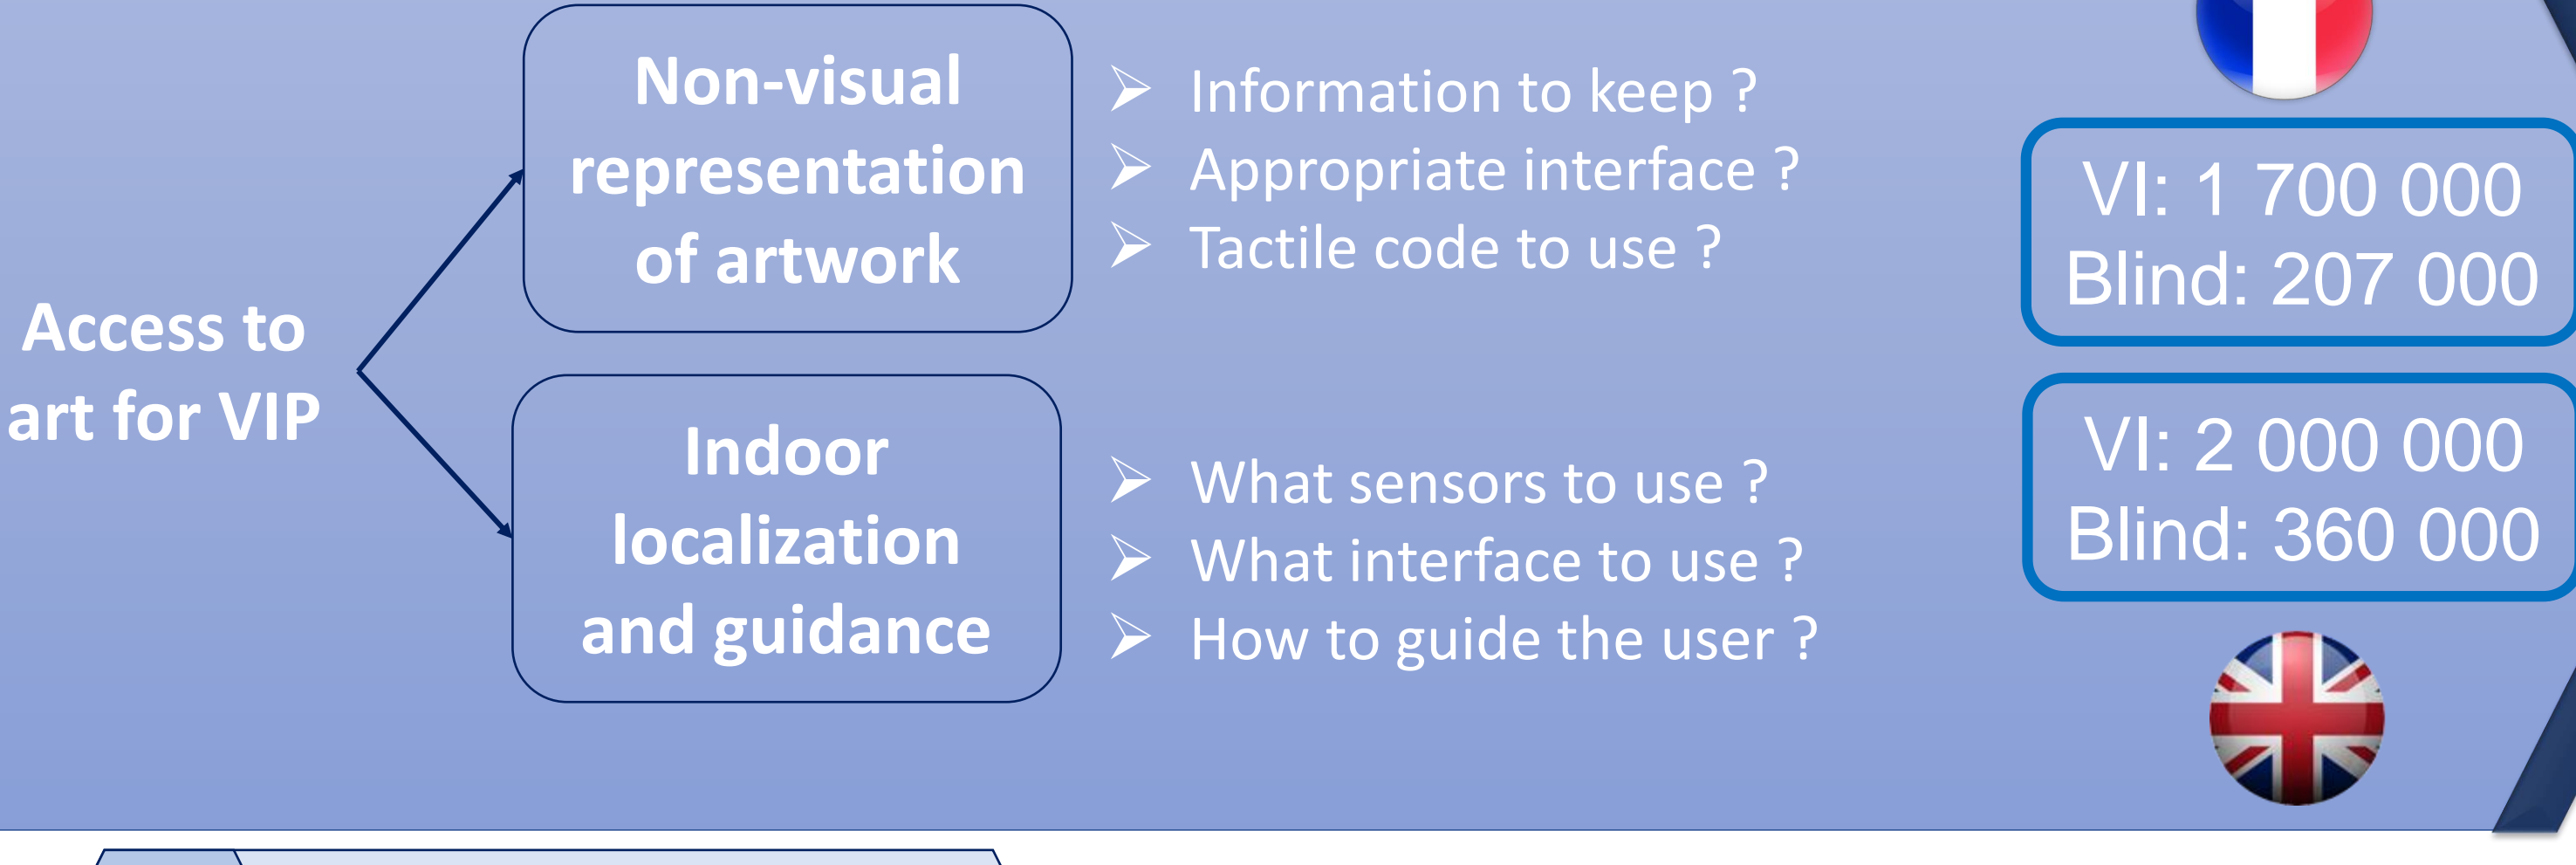 Access to
art for VIP
Non-visual
representation
of artwork
➢ Information to keep ?
➢ Appropriate interface ?
➢ Tactile code to use ?
Indoor
localization
and guidance
➢ What sensors to use ?
➢ What interface to use ?
➢ How to guide the user ?
VI: 1 700 000
Blind: 207 000
VI: 2 000 000
Blind: 360 000